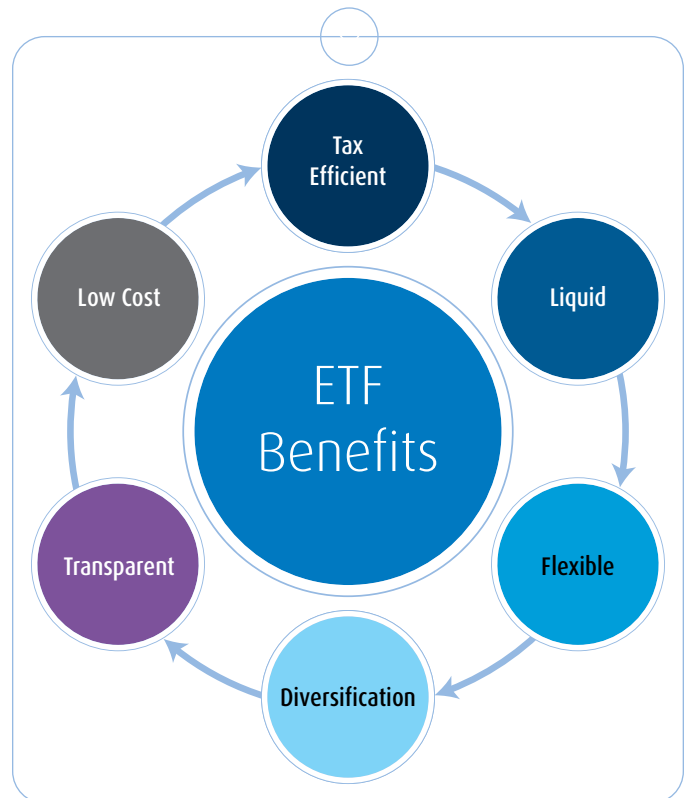 Tax
Efficient
Low Cost
Liquid
ETF
Benefits
Transparent
Flexible
Diversification